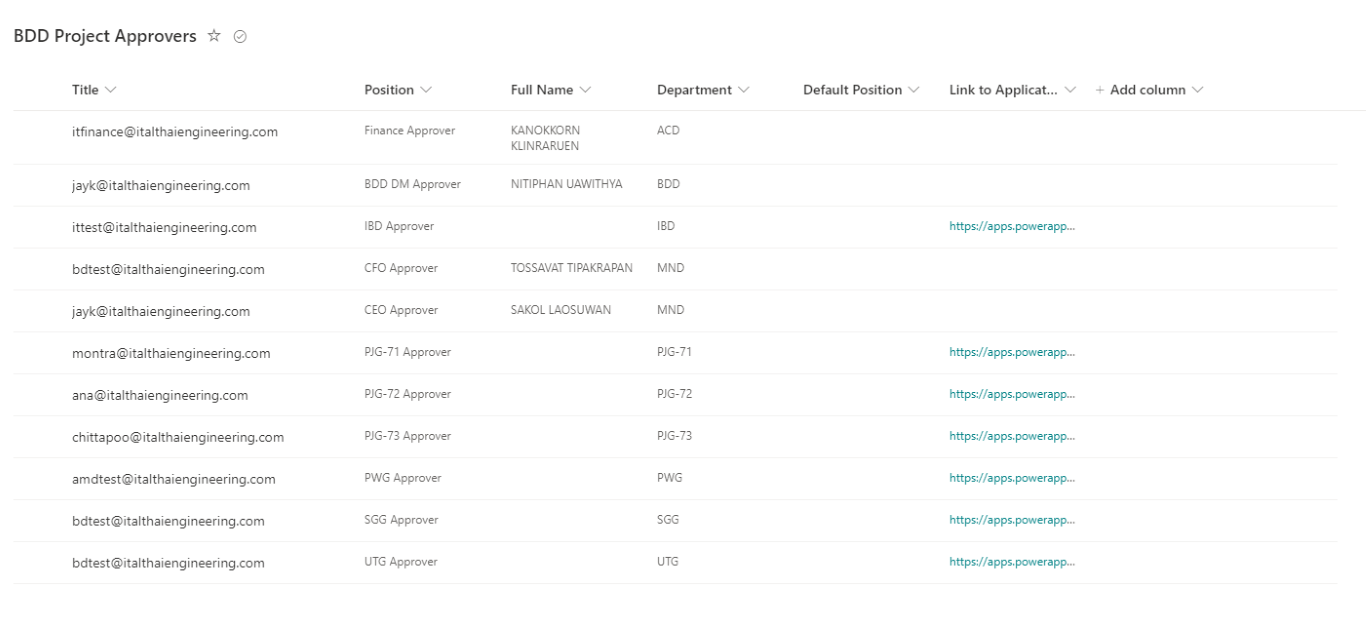 BDD Project Approvers
Title Position Full Name Department Default Position Link to Applicat... + Add column
itfinance@italthaiengineering.com Finance Approver KANOKKORN KLINRARUEN ACD
jayk@italthaiengineering.com BDD DM Approver NITIPHAN UAWITHYA BDD
ittest@italthaiengineering.com IBD Approver IBD https://apps.powerapp...
bdtest@italthaiengineering.com CFO Approver TOSSAVAT TIPAKRAPAN MND
jayk@italthaiengineering.com CEO Approver SAKOL LAOSUWAN MND
montra@italthaiengineering.com PJG-71 Approver PJG-71 https://apps.powerapp...
ana@italthaiengineering.com PJG-72 Approver PJG-72 https://apps.powerapp...
chittapoo@italthaiengineering.com PJG-73 Approver PJG-73 https://apps.powerapp...
amdtest@italthaiengineering.com PWG Approver PWG https://apps.powerapp...
bdtest@italthaiengineering.com SGG Approver SGG https://apps.powerapp...
bdtest@italthaiengineering.com UTG Approver UTG https://apps.powerapp...